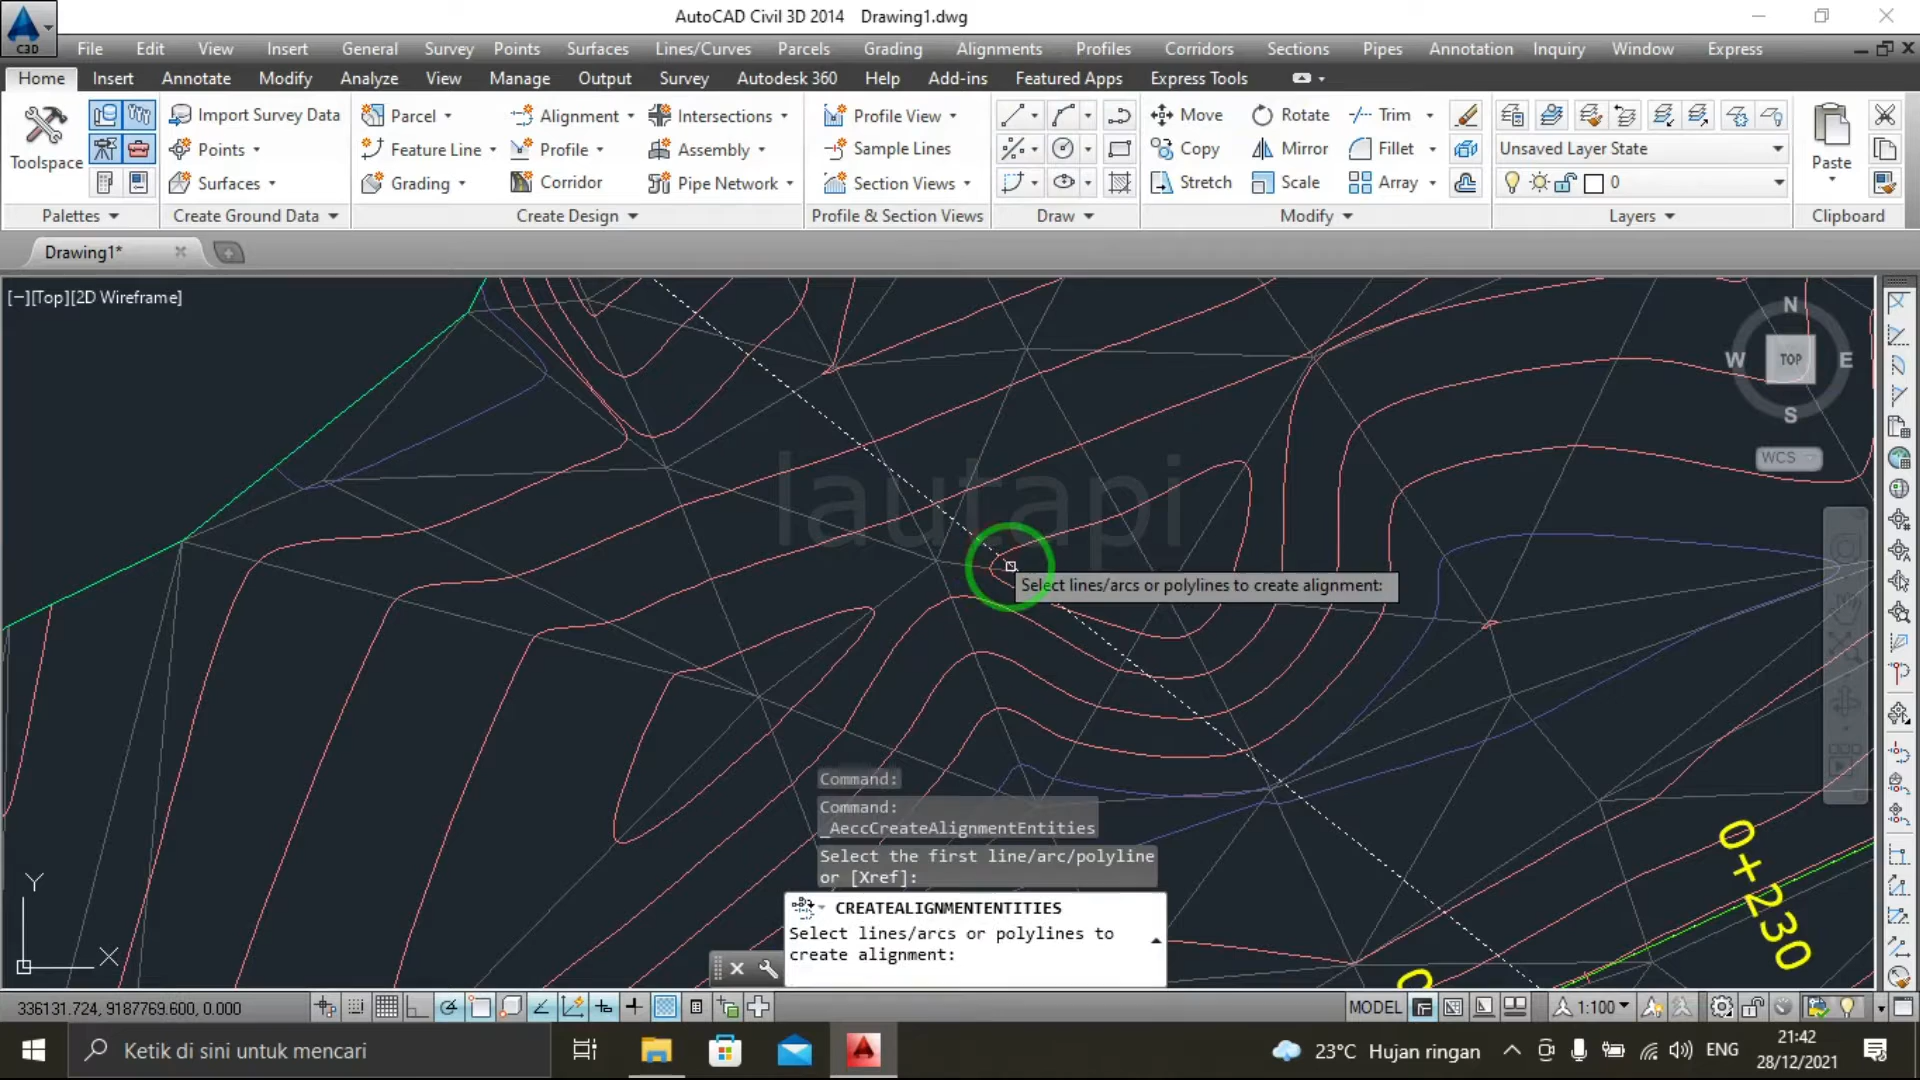 AutoCAD Civil 3D 2014 Drawing1.dwg
C3D
File Edit View Insert General Survey Points Surfaces Lines/Curves Parcels Grading Alignments Profiles Corridors Sections Pipes Annotation Inquiry Window Express
Home Insert Annotate Modify Analyze View Manage Output Survey Autodesk 360 Help Add-ins Featured Apps Express Tools
Import Survey Data Parcel Alignment Intersections Profile View Move Rotate Trim
Toolspace Points Feature Line Profile Assembly Sample Lines Copy Mirror Fillet Unsaved Layer State Paste
Surfaces Grading Corridor Pipe Network Section Views Stretch Scale Array 0
Palettes Create Ground Data Create Design Profile & Section Views Draw Modify Layers Clipboard
Drawing1*
[−][Top][2D Wireframe]
N
W TOP E
S
WCS
lautapi
Select lines/arcs or polylines to create alignment:
Command:
Command:
_AeccCreateAlignmentEntities
Select the first line/arc/polyline
or [Xref]:
CREATEALIGNMENTENTITIES
Select lines/arcs or polylines to
create alignment:
0+230
0
Y
X
336131.724, 9187769.600, 0.000 MODEL 1:100
Ketik di sini untuk mencari 23°C Hujan ringan ENG 21:42
28/12/2021